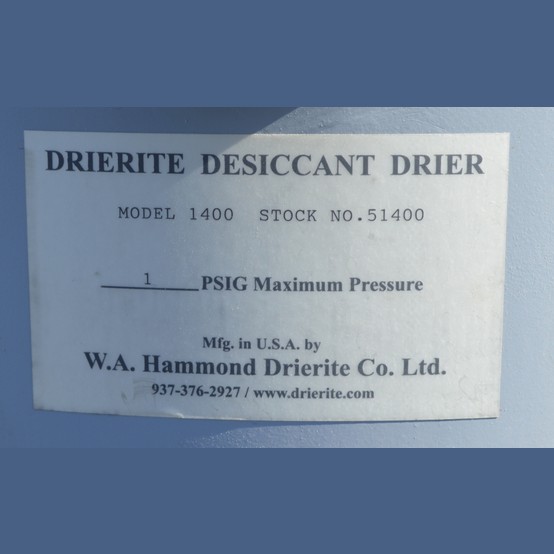 DRIERITE DESICCANT DRIER
MODEL 1400 STOCK NO.51400
1 PSIG Maximum Pressure
Mfg. in U.S.A. by
W.A. Hammond Drierite Co. Ltd.
937-376-2927 / www.drierite.com